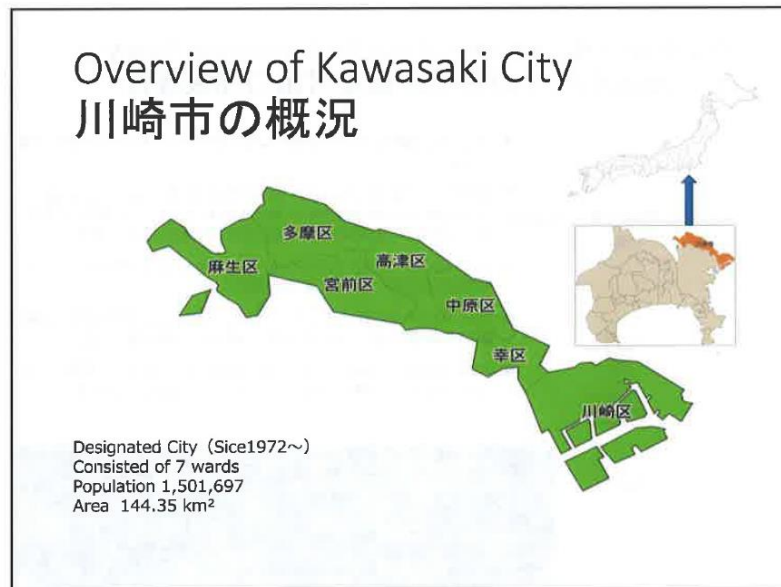 Overview of Kawasaki City
川崎市の概況
多摩区
麻生区
高津区
宮前区
中原区
幸区
川崎区
Designated City（Sice1972～）
Consisted of 7 wards
Population 1,501,697
Area 144.35 km²